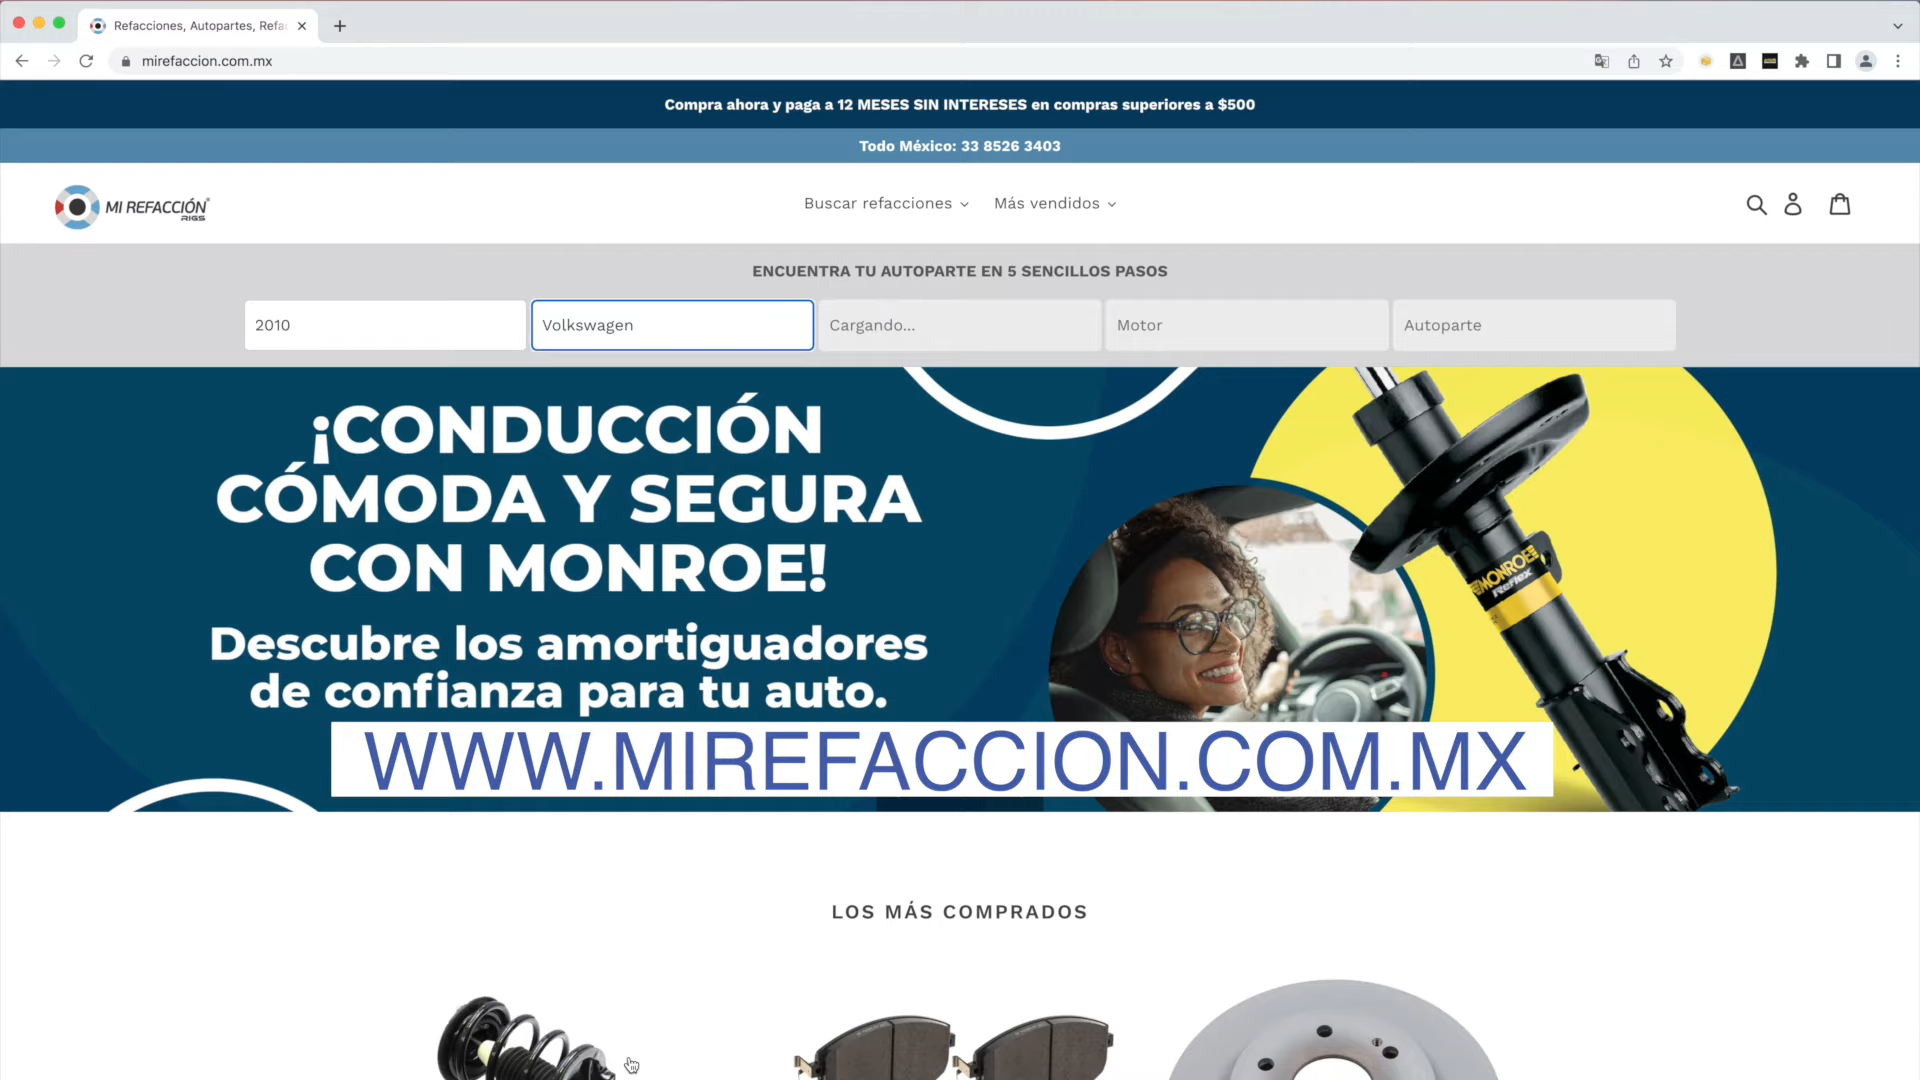 Refacciones, Autopartes, Refa
mirefaccion.com.mx
Compra ahora y paga a 12 MESES SIN INTERESES en compras superiores a $500
Todo México: 33 8526 3403
MI REFACCIÓN
RIGS
Buscar refacciones
Más vendidos
ENCUENTRA TU AUTOPARTE EN 5 SENCILLOS PASOS
2010
Volkswagen
Cargando...
Motor
Autoparte
¡CONDUCCIÓN
CÓMODA Y SEGURA
CON MONROE!
Descubre los amortiguadores
de confianza para tu auto.
MONROE
Reflex
WWW.MIREFACCION.COM.MX
LOS MÁS COMPRADOS